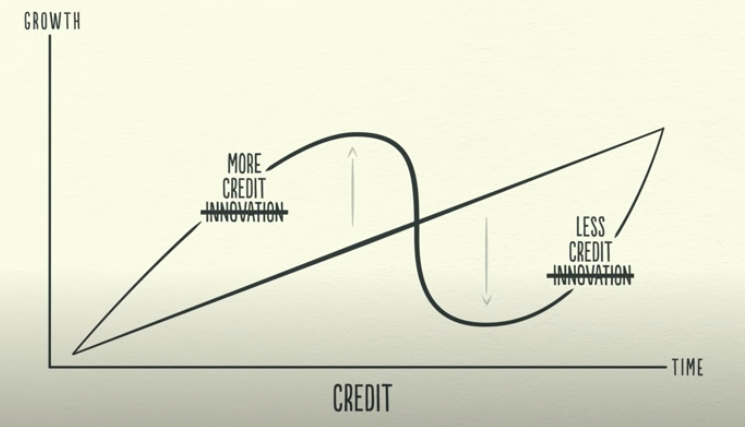 GROWTH
MORE
CREDIT
INNOVATION
LESS
CREDIT
INNOVATION
TIME
CREDIT